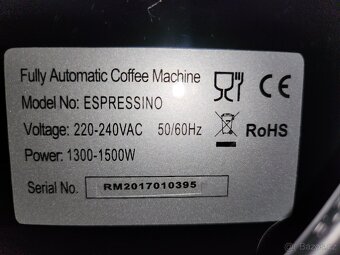 Fully Automatic Coffee Machine
Model No: ESPRESSINO
Voltage: 220-240VAC 50/60Hz
Power: 1300-1500W
CE
RoHS
Serial No. RM2017010395